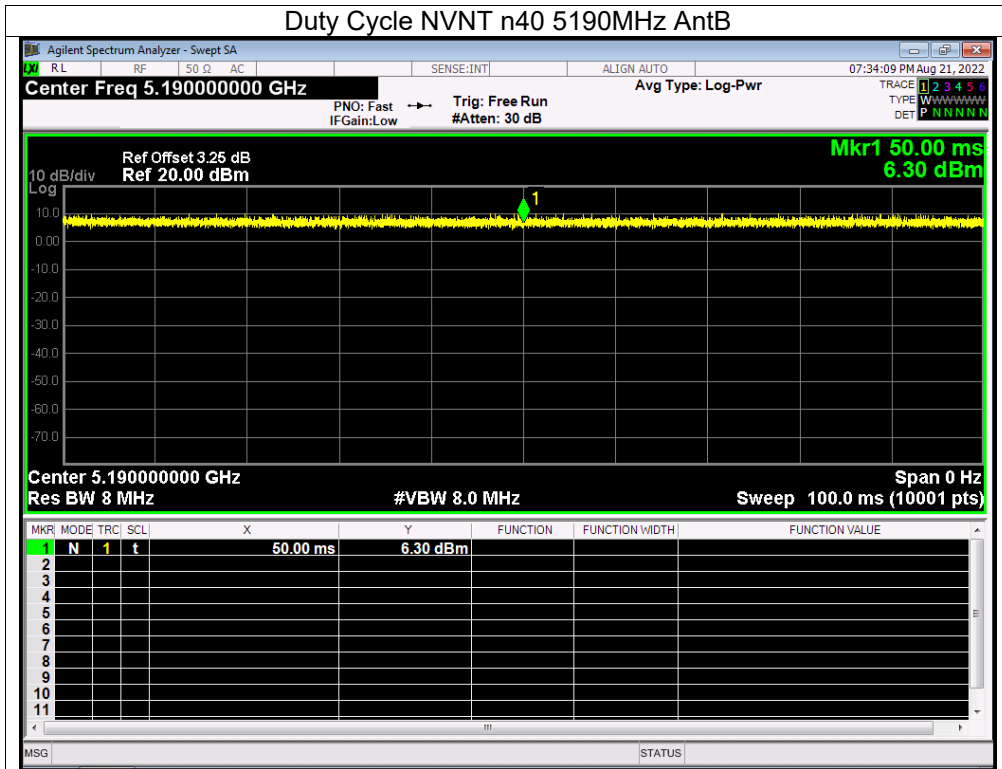 Duty Cycle NVNT n40 5190MHz AntB
Agilent Spectrum Analyzer - Swept SA
LXI RL RF 50 Ω AC SENSE:INT ALIGN AUTO 07:34:09 PM Aug 21, 2022
Center Freq 5.190000000 GHz Avg Type: Log-Pwr TRACE 1 2 3 4 5 6
PNO: Fast Trig: Free Run TYPE WWWWWW
IFGain:Low #Atten: 30 dB DET P N N N N N
Mkr1 50.00 ms
Ref Offset 3.25 dB
10 dB/div Ref 20.00 dBm 6.30 dBm
Log
1
10.0
0.00
-10.0
-20.0
-30.0
-40.0
-50.0
-60.0
-70.0
Center 5.190000000 GHz Span 0 Hz
Res BW 8 MHz #VBW 8.0 MHz Sweep 100.0 ms (10001 pts)
MKR MODE TRC SCL X Y FUNCTION FUNCTION WIDTH FUNCTION VALUE
1 N 1 t 50.00 ms 6.30 dBm
2
3
4
5
6
7
8
9
10
11
MSG STATUS